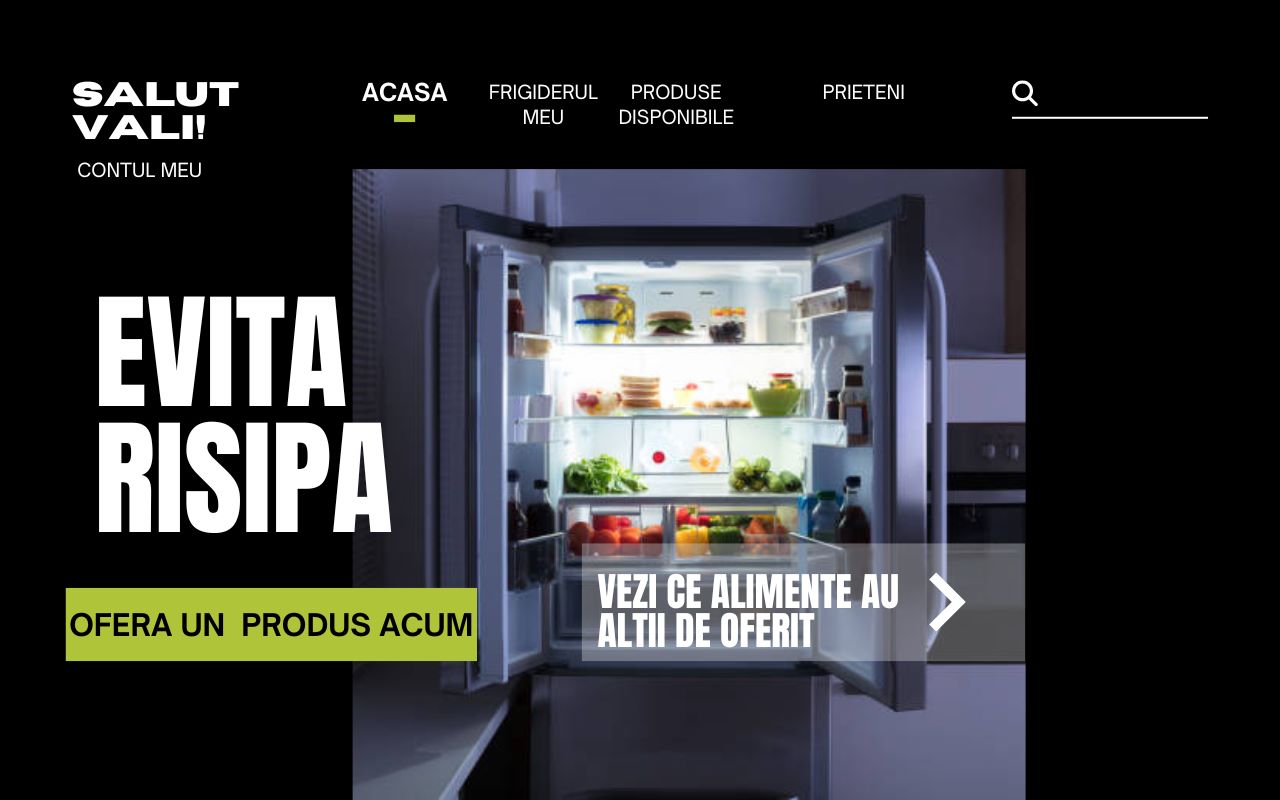 SALUT
VALI!
CONTUL MEU
ACASA
FRIGIDERUL
MEU
PRODUSE
DISPONIBILE
PRIETENI
EVITA
RISIPA
OFERA UN  PRODUS ACUM
VEZI CE ALIMENTE AU
ALTII DE OFERIT